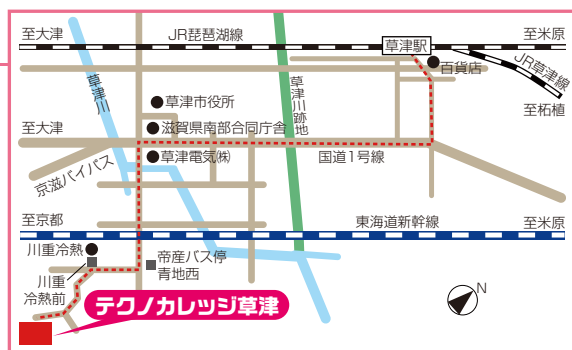 至大津
JR琵琶湖線
草津駅
至米原
百貨店
JR草津線
草津川
草津市役所
草津川跡地
至柘植
至大津
滋賀県南部合同庁舎
草津電気㈱
国道1号線
京滋バイパス
至京都
東海道新幹線
至米原
川重冷熱
帝産バス停
青地西
川重
冷熱前
テクノカレッジ草津
N